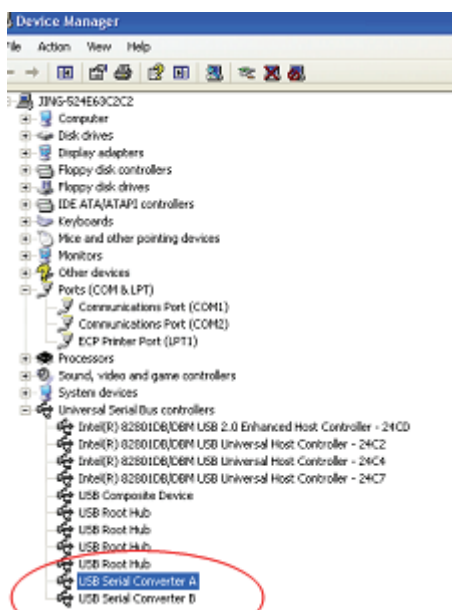 Device Manager
File Action View Help
JING-524E63C2C2
Computer
Disk drives
Display adapters
Floppy disk controllers
Floppy disk drives
IDE ATA/ATAPI controllers
Keyboards
Mice and other pointing devices
Monitors
Other devices
Ports (COM & LPT)
Communications Port (COM1)
Communications Port (COM2)
ECP Printer Port (LPT1)
Processors
Sound, video and game controllers
System devices
Universal Serial Bus controllers
Intel(R) 82801DB/DBM USB 2.0 Enhanced Host Controller - 24CD
Intel(R) 82801DB/DBM USB Universal Host Controller - 24C2
Intel(R) 82801DB/DBM USB Universal Host Controller - 24C4
Intel(R) 82801DB/DBM USB Universal Host Controller - 24C7
USB Composite Device
USB Root Hub
USB Root Hub
USB Root Hub
USB Root Hub
USB Serial Converter A
USB Serial Converter B